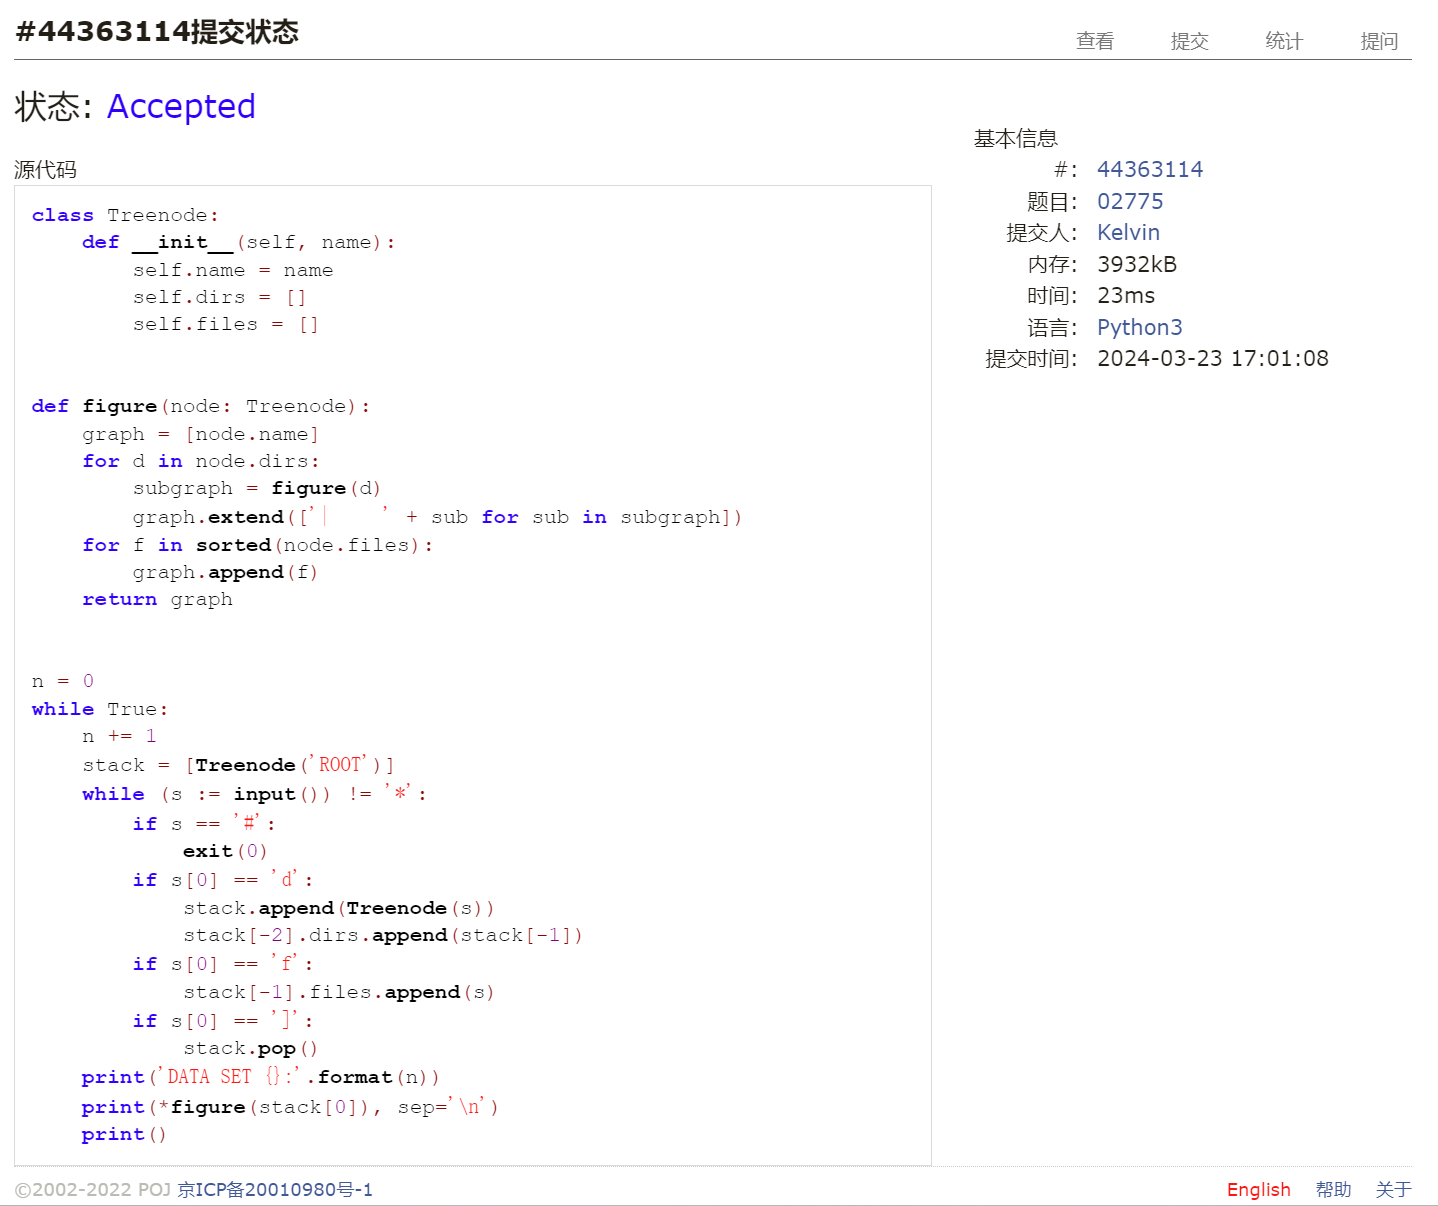 #44363114提交状态
查看 提交 统计 提问
状态: Accepted
源代码
class Treenode:
    def __init__(self, name):
        self.name = name
        self.dirs = []
        self.files = []
def figure(node: Treenode):
    graph = [node.name]
    for d in node.dirs:
        subgraph = figure(d)
        graph.extend(['|     ' + sub for sub in subgraph])
    for f in sorted(node.files):
        graph.append(f)
    return graph
n = 0
while True:
    n += 1
    stack = [Treenode('ROOT')]
    while (s := input()) != '*':
        if s == '#':
            exit(0)
        if s[0] == 'd':
            stack.append(Treenode(s))
            stack[-2].dirs.append(stack[-1])
        if s[0] == 'f':
            stack[-1].files.append(s)
        if s[0] == ']':
            stack.pop()
    print('DATA SET {}:'.format(n))
    print(*figure(stack[0]), sep='\n')
    print()
基本信息
#: 44363114
题目: 02775
提交人: Kelvin
内存: 3932kB
时间: 23ms
语言: Python3
提交时间: 2024-03-23 17:01:08
©2002-2022 POJ 京ICP备20010980号-1
English 帮助 关于